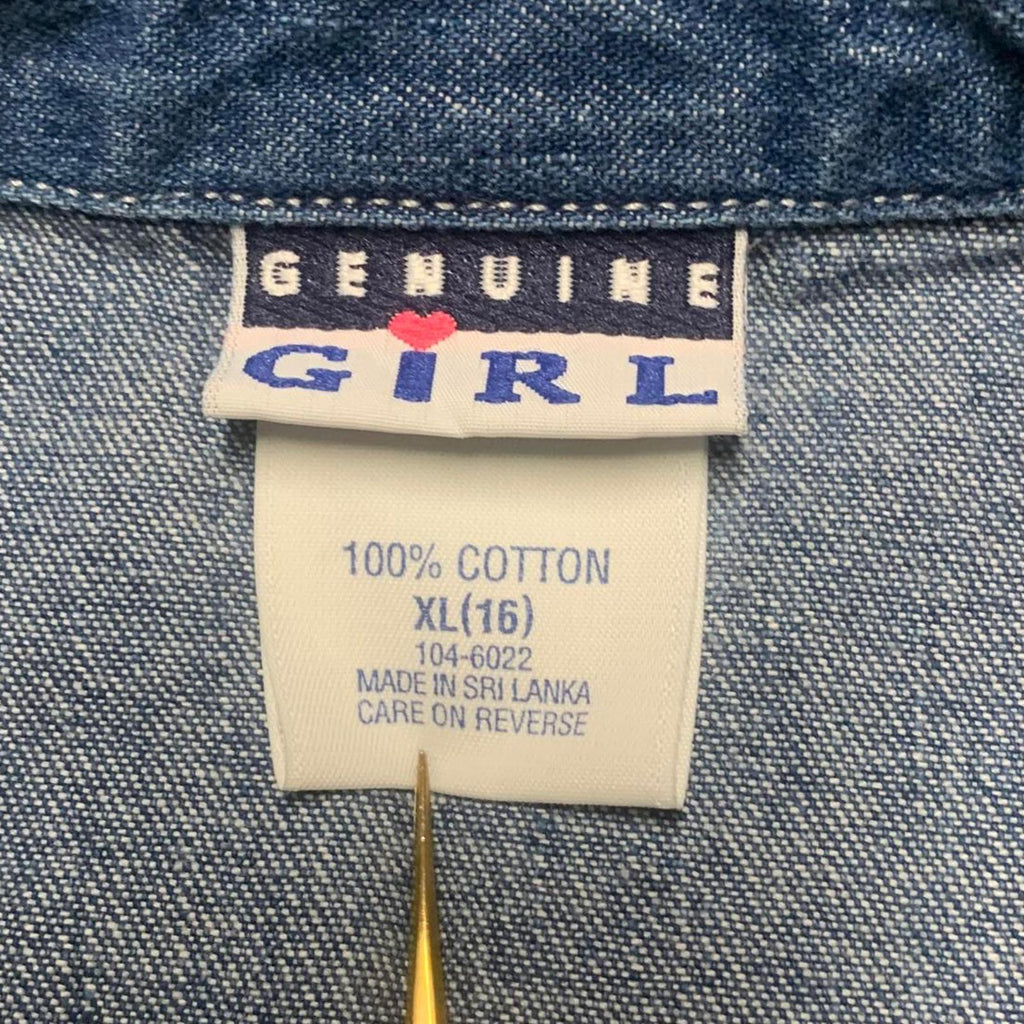 GENUINE
GiRL
100% COTTON
XL(16)
104-6022
MADE IN SRI LANKA
CARE ON REVERSE